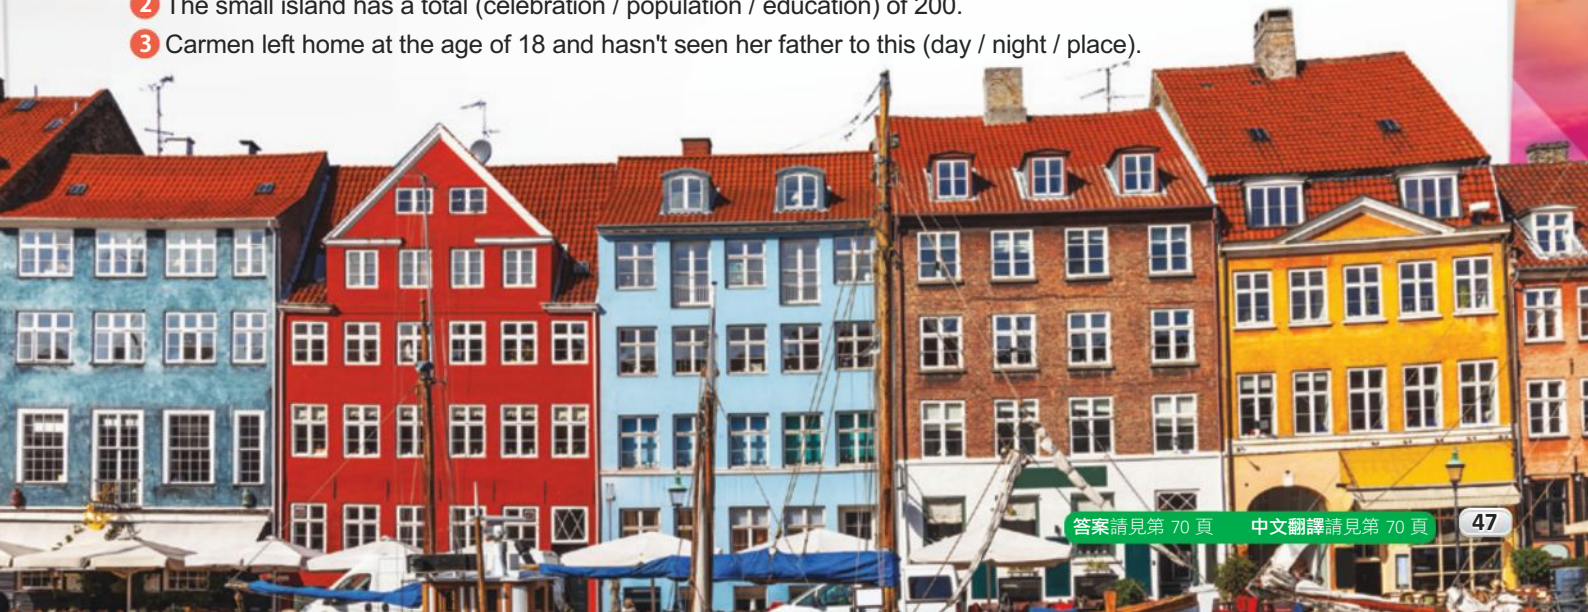 2 The small island has a total (celebration / population / education) of 200.
3 Carmen left home at the age of 18 and hasn't seen her father to this (day / night / place).
答案請見第 70 頁 中文翻譯請見第 70 頁
47